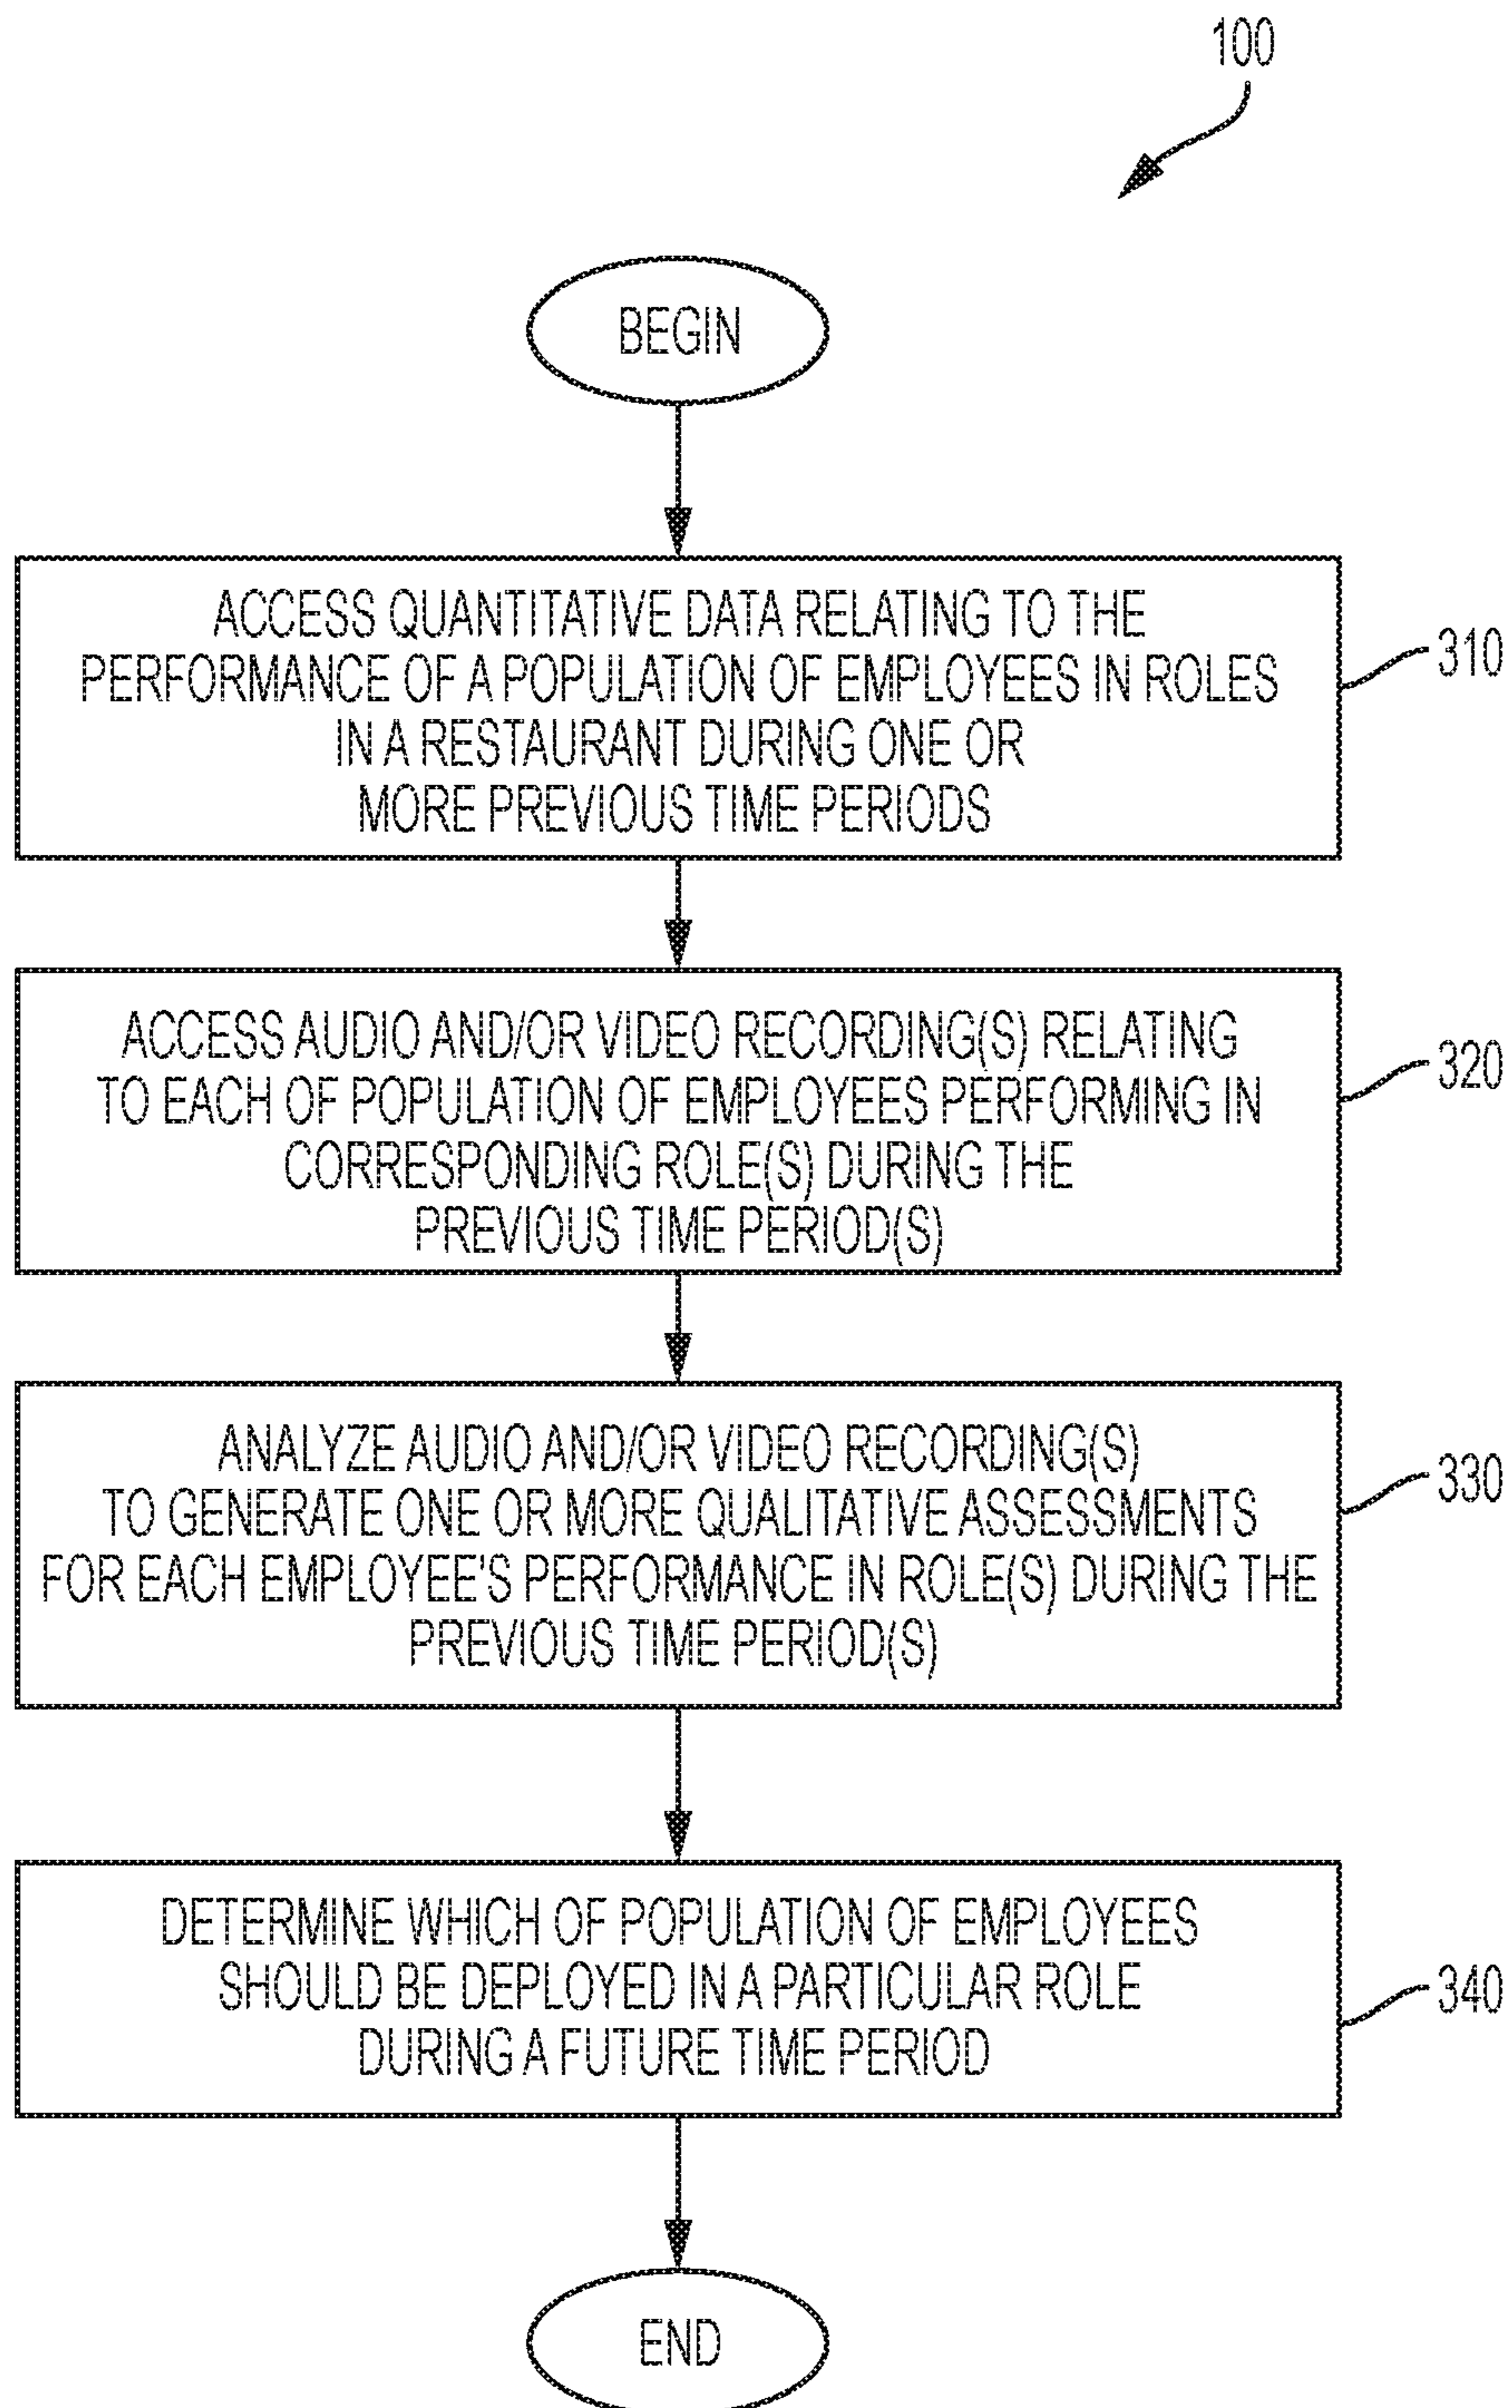 100
BEGIN
ACCESS QUANTITATIVE DATA RELATING TO THE
PERFORMANCE OF A POPULATION OF EMPLOYEES IN ROLES
IN A RESTAURANT DURING ONE OR
MORE PREVIOUS TIME PERIODS
310
ACCESS AUDIO AND/OR VIDEO RECORDING(S) RELATING
TO EACH OF POPULATION OF EMPLOYEES PERFORMING IN
CORRESPONDING ROLE(S) DURING THE
PREVIOUS TIME PERIOD(S)
320
ANALYZE AUDIO AND/OR VIDEO RECORDING(S)
TO GENERATE ONE OR MORE QUALITATIVE ASSESSMENTS
FOR EACH EMPLOYEE'S PERFORMANCE IN ROLE(S) DURING THE
PREVIOUS TIME PERIOD(S)
330
DETERMINE WHICH OF POPULATION OF EMPLOYEES
SHOULD BE DEPLOYED IN A PARTICULAR ROLE
DURING A FUTURE TIME PERIOD
340
END